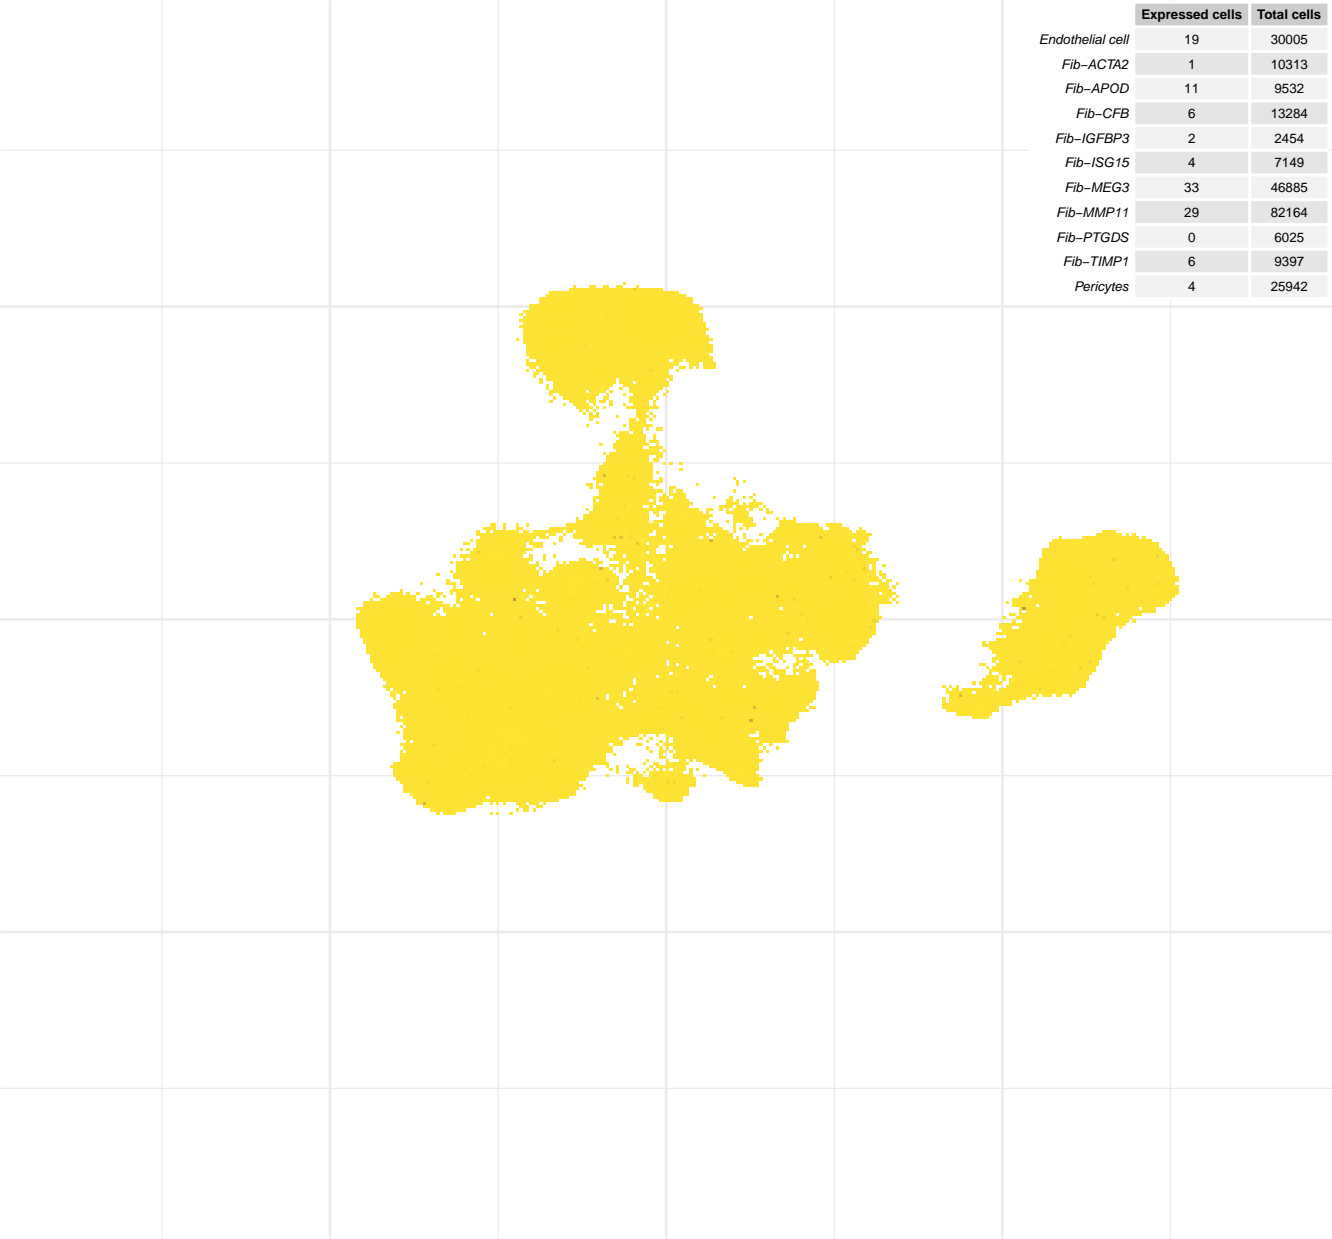 Expressed cells Total cells
Endothelial cell 19 30005
Fib−ACTA2 1 10313
Fib−APOD 11 9532
Fib−CFB 6 13284
Fib−IGFBP3 2 2454
Fib−ISG15 4 7149
Fib−MEG3 33 46885
Fib−MMP11 29 82164
Fib−PTGDS 0 6025
Fib−TIMP1 6 9397
Pericytes 4 25942